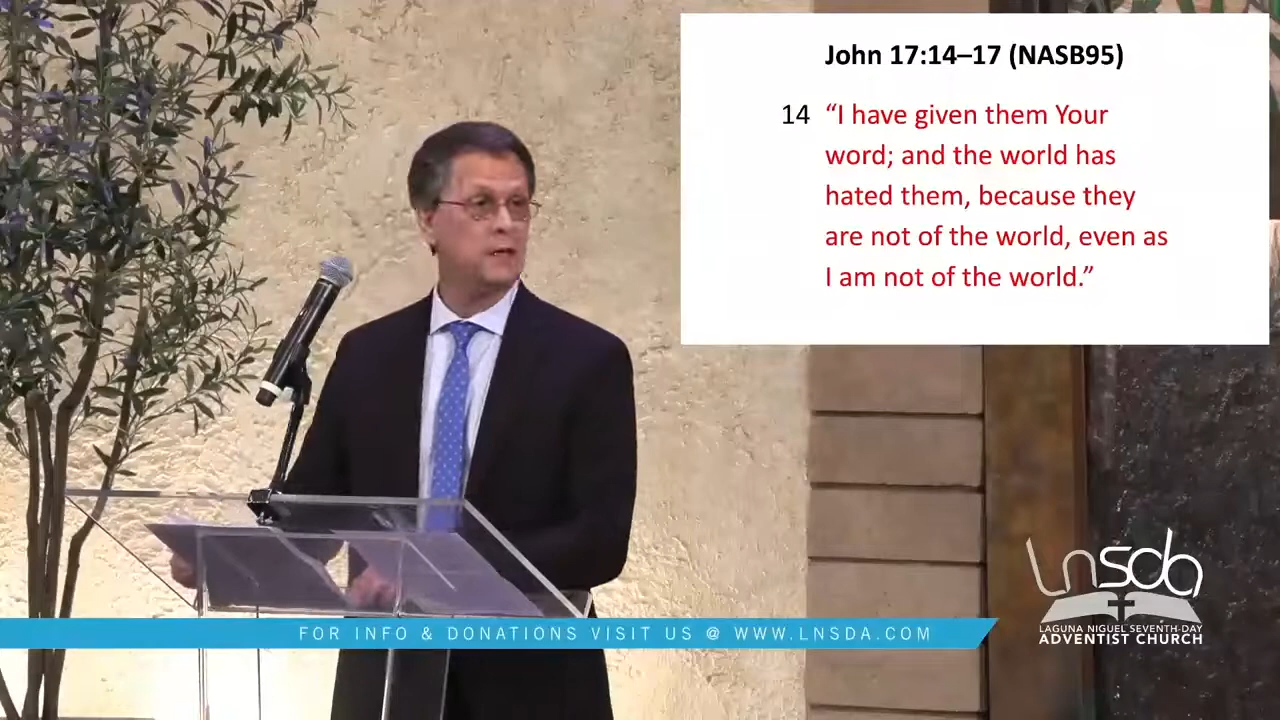 John 17:14–17 (NASB95)
14 “I have given them Your
word; and the world has
hated them, because they
are not of the world, even as
I am not of the world.”
FOR INFO & DONATIONS VISIT US @ WWW.LNSDA.COM
Lnsda
LAGUNA NIGUEL SEVENTH-DAY
ADVENTIST CHURCH